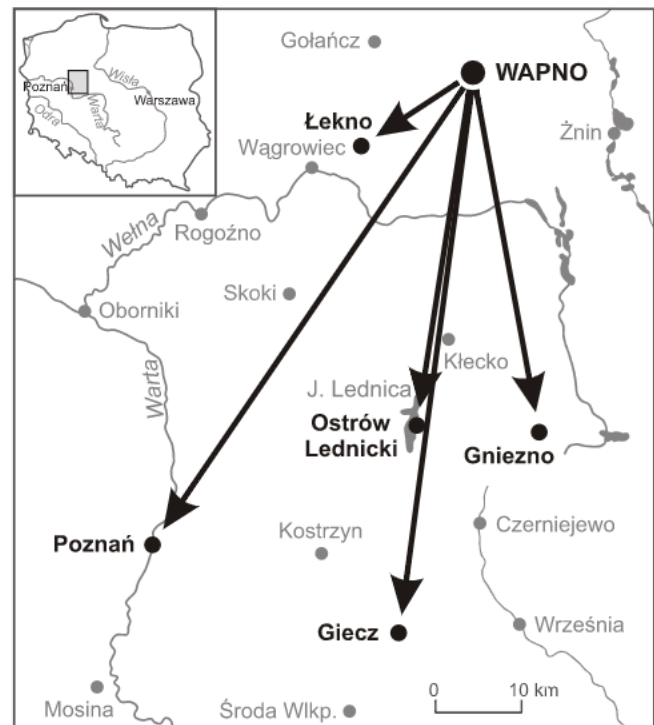 Poznań
Wisła
Warszawa
Odra
Warta
Gołańcz
WAPNO
Łekno
Wągrowiec
Żnin
Wełna
Rogoźno
Skoki
Oborniki
Warta
Kłecko
J. Lednica
Ostrów
Lednicki
Gniezno
Poznań
Kostrzyn
Czerniejewo
Giecz
Września
Mosina
Środa Wlkp.
0 10 km